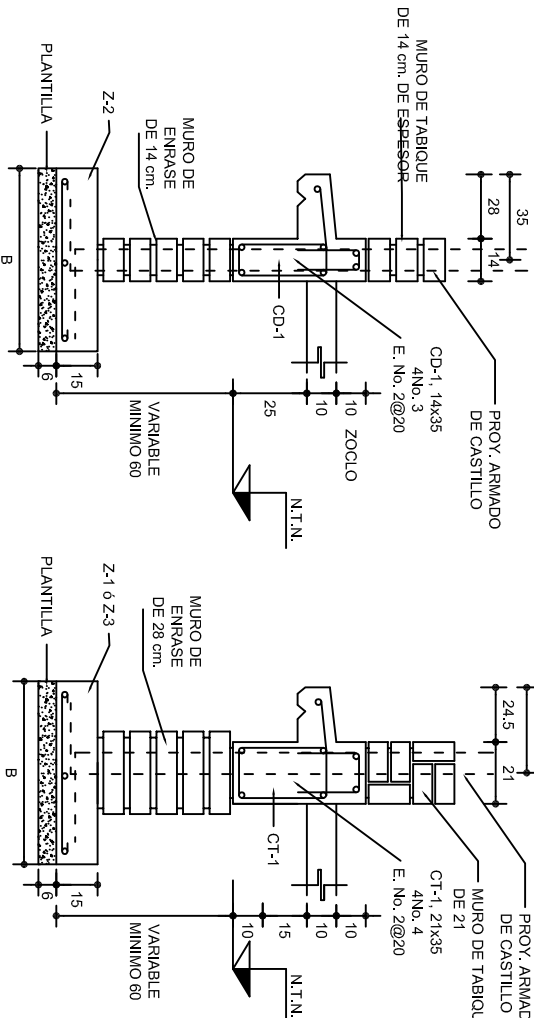 MURO DE TABIQUE
DE 14 cm. DE ESPESOR
35
28
14
PROY. ARMADO
DE CASTILLO
CD-1, 14x35
4No. 3
E. No. 2@20
CD-1
ZOCLO
10
10
25
N.T.N.
VARIABLE
MINIMO 60
15
6
MURO DE
ENRASE
DE 14 cm.
Z-2
PLANTILLA
B
24.5
21
PROY. ARMAD
DE CASTILLO
MURO DE TABIQU
DE 21
CT-1, 21x35
4No. 4
E. No. 2@20
CT-1
10
10
15
10
N.T.N.
VARIABLE
MINIMO 60
15
6
MURO DE
ENRASE
DE 28 cm.
Z-1 ó Z-3
PLANTILLA
B